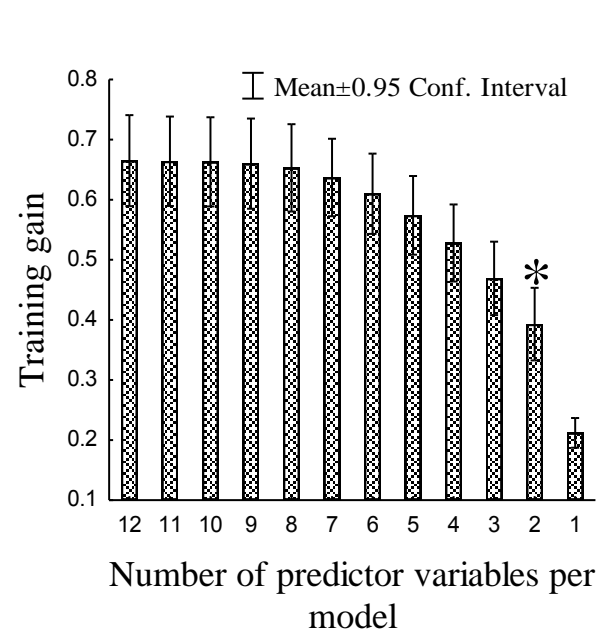 Mean±0.95 Conf. Interval
0.8
0.7
0.6
0.5
0.4
0.3
0.2
0.1
Training gain
*
12 11 10 9 8 7 6 5 4 3 2 1
Number of predictor variables per
model